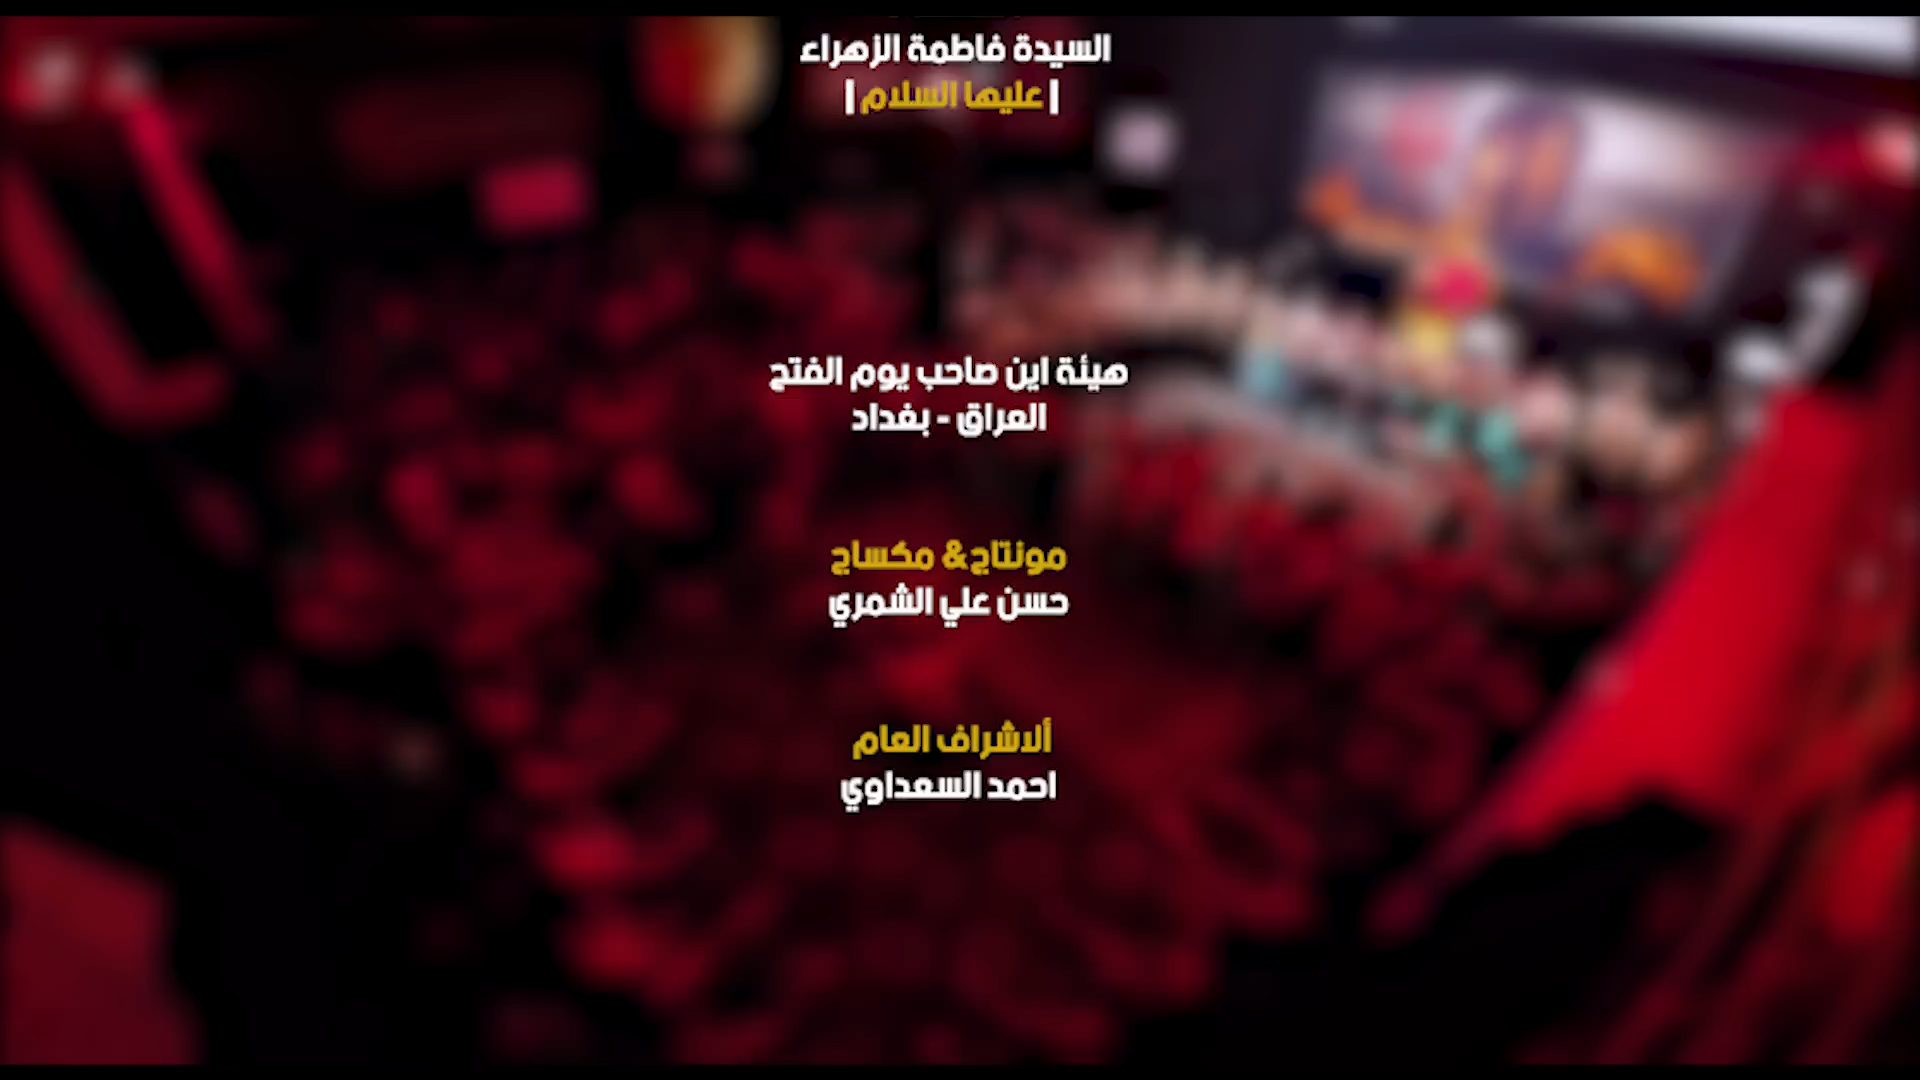 السيدة فاطمة الزهراء
| عليها السلام |
هيئة اين صاحب يوم الفتح
العراق - بغداد
مونتاج& مكساج
حسن علي الشمري
ألاشراف العام
احمد السعداوي